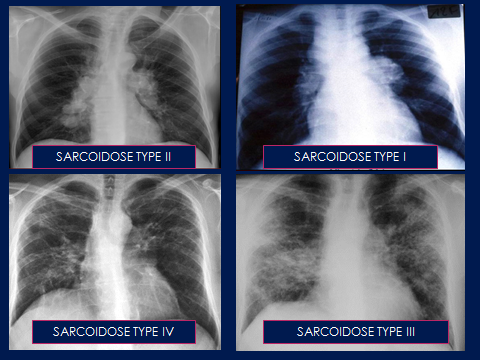 SARCOIDOSE TYPE II
SARCOIDOSE TYPE I
SARCOIDOSE TYPE IV
SARCOIDOSE TYPE III